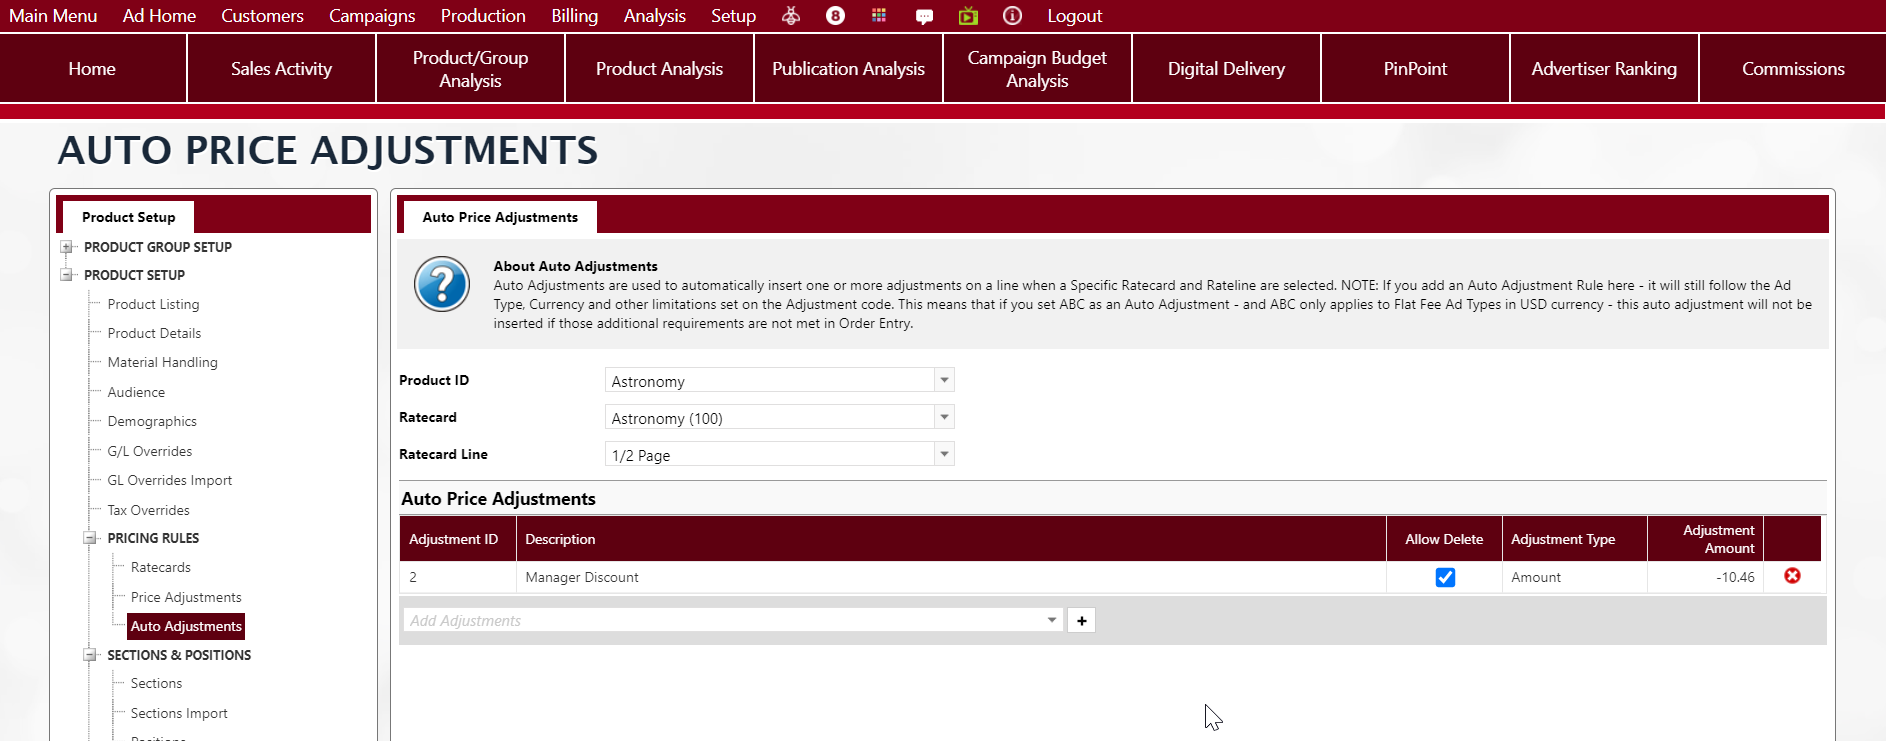 Main Menu Ad Home Customers Campaigns Production Billing Analysis Setup 8 Logout
Home Sales Activity Product/Group Analysis Product Analysis Publication Analysis Campaign Budget Analysis Digital Delivery PinPoint Advertiser Ranking Commissions
AUTO PRICE ADJUSTMENTS
Product Setup
PRODUCT GROUP SETUP
PRODUCT SETUP
Product Listing
Product Details
Material Handling
Audience
Demographics
G/L Overrides
GL Overrides Import
Tax Overrides
PRICING RULES
Ratecards
Price Adjustments
Auto Adjustments
SECTIONS & POSITIONS
Sections
Sections Import
Positions
Auto Price Adjustments
About Auto Adjustments
Auto Adjustments are used to automatically insert one or more adjustments on a line when a Specific Ratecard and Rateline are selected. NOTE: If you add an Auto Adjustment Rule here - it will still follow the Ad
Type, Currency and other limitations set on the Adjustment code. This means that if you set ABC as an Auto Adjustment - and ABC only applies to Flat Fee Ad Types in USD currency - this auto adjustment will not be
inserted if those additional requirements are not met in Order Entry.
Product ID Astronomy
Ratecard Astronomy (100)
Ratecard Line 1/2 Page
Auto Price Adjustments
Adjustment ID Description Allow Delete Adjustment Type Adjustment Amount
2 Manager Discount Amount -10.46
Add Adjustments